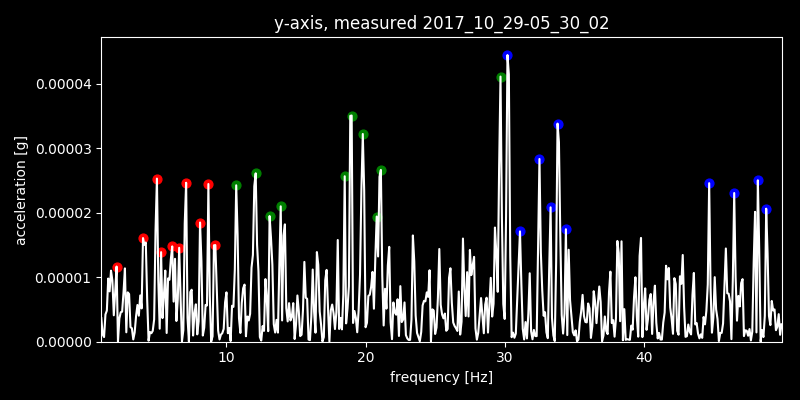 y-axis, measured 2017_10_29-05_30_02
0.00004
0.00003
0.00002
0.00001
0.00000
acceleration [g]
10 20 30 40
frequency [Hz]